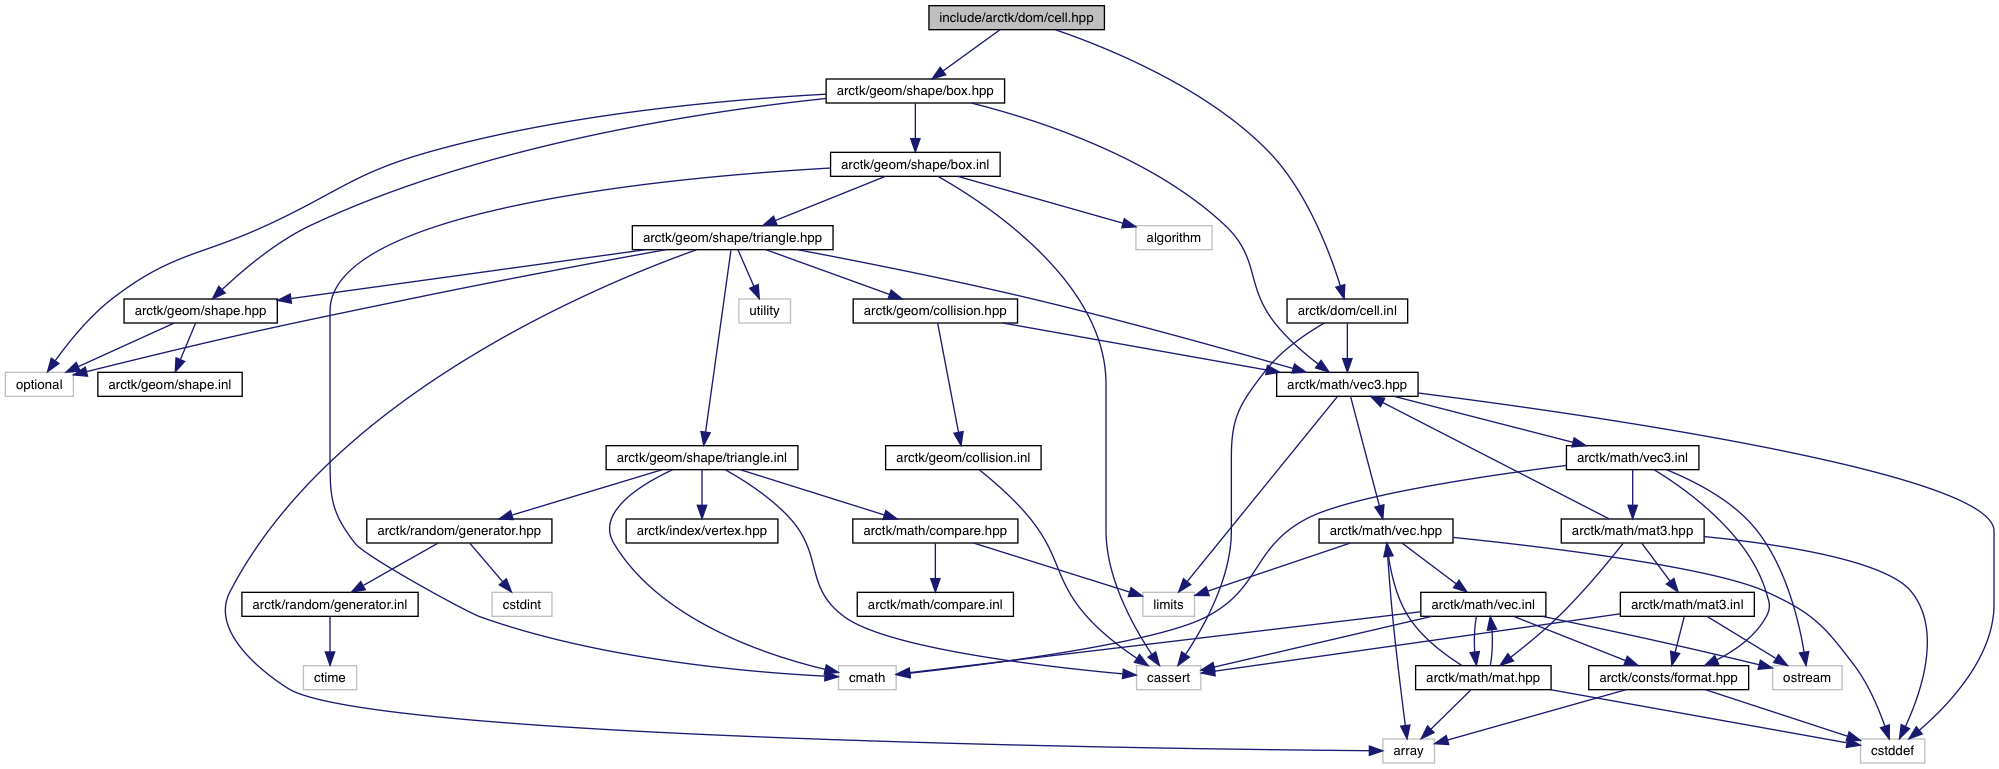 include/arctk/dom/cell.hpp
arctk/geom/shape/box.hpp
arctk/geom/shape/box.inl
arctk/geom/shape/triangle.hpp
algorithm
arctk/geom/shape.hpp
utility
arctk/geom/collision.hpp
arctk/dom/cell.inl
optional
arctk/geom/shape.inl
arctk/math/vec3.hpp
arctk/geom/shape/triangle.inl
arctk/geom/collision.inl
arctk/math/vec3.inl
arctk/random/generator.hpp
arctk/index/vertex.hpp
arctk/math/compare.hpp
arctk/math/vec.hpp
arctk/math/mat3.hpp
arctk/random/generator.inl
cstdint
arctk/math/compare.inl
limits
arctk/math/vec.inl
arctk/math/mat3.inl
ctime
cmath
cassert
arctk/math/mat.hpp
arctk/consts/format.hpp
ostream
array
cstddef